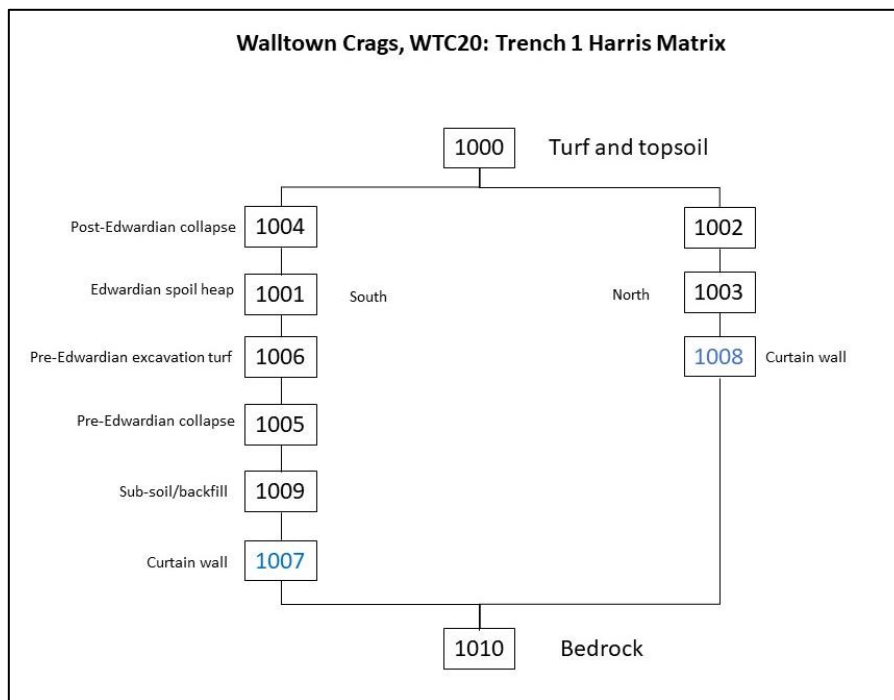 Walltown Crags, WTC20: Trench 1 Harris Matrix
1000 Turf and topsoil
Post-Edwardian collapse 1004 1002
Edwardian spoil heap 1001 South North 1003
Pre-Edwardian excavation turf 1006 1008 Curtain wall
Pre-Edwardian collapse 1005
Sub-soil/backfill 1009
Curtain wall 1007
1010 Bedrock